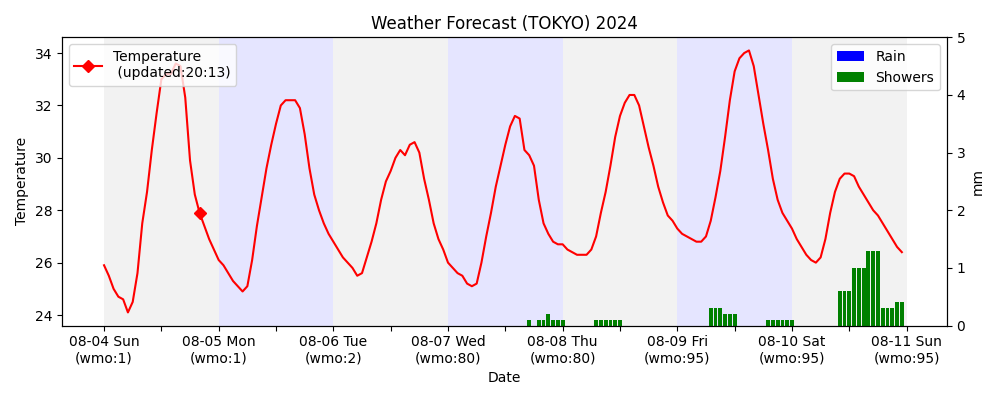 Weather Forecast (TOKYO) 2024
Temperature
(updated:20:13)
Rain
Showers
Temperature
34
32
30
28
26
24
5
4
3
2
1
0
mm
08-04 Sun
(wmo:1)
08-05 Mon
(wmo:1)
08-06 Tue
(wmo:2)
08-07 Wed
(wmo:80)
08-08 Thu
(wmo:80)
08-09 Fri
(wmo:95)
08-10 Sat
(wmo:95)
08-11 Sun
(wmo:95)
Date